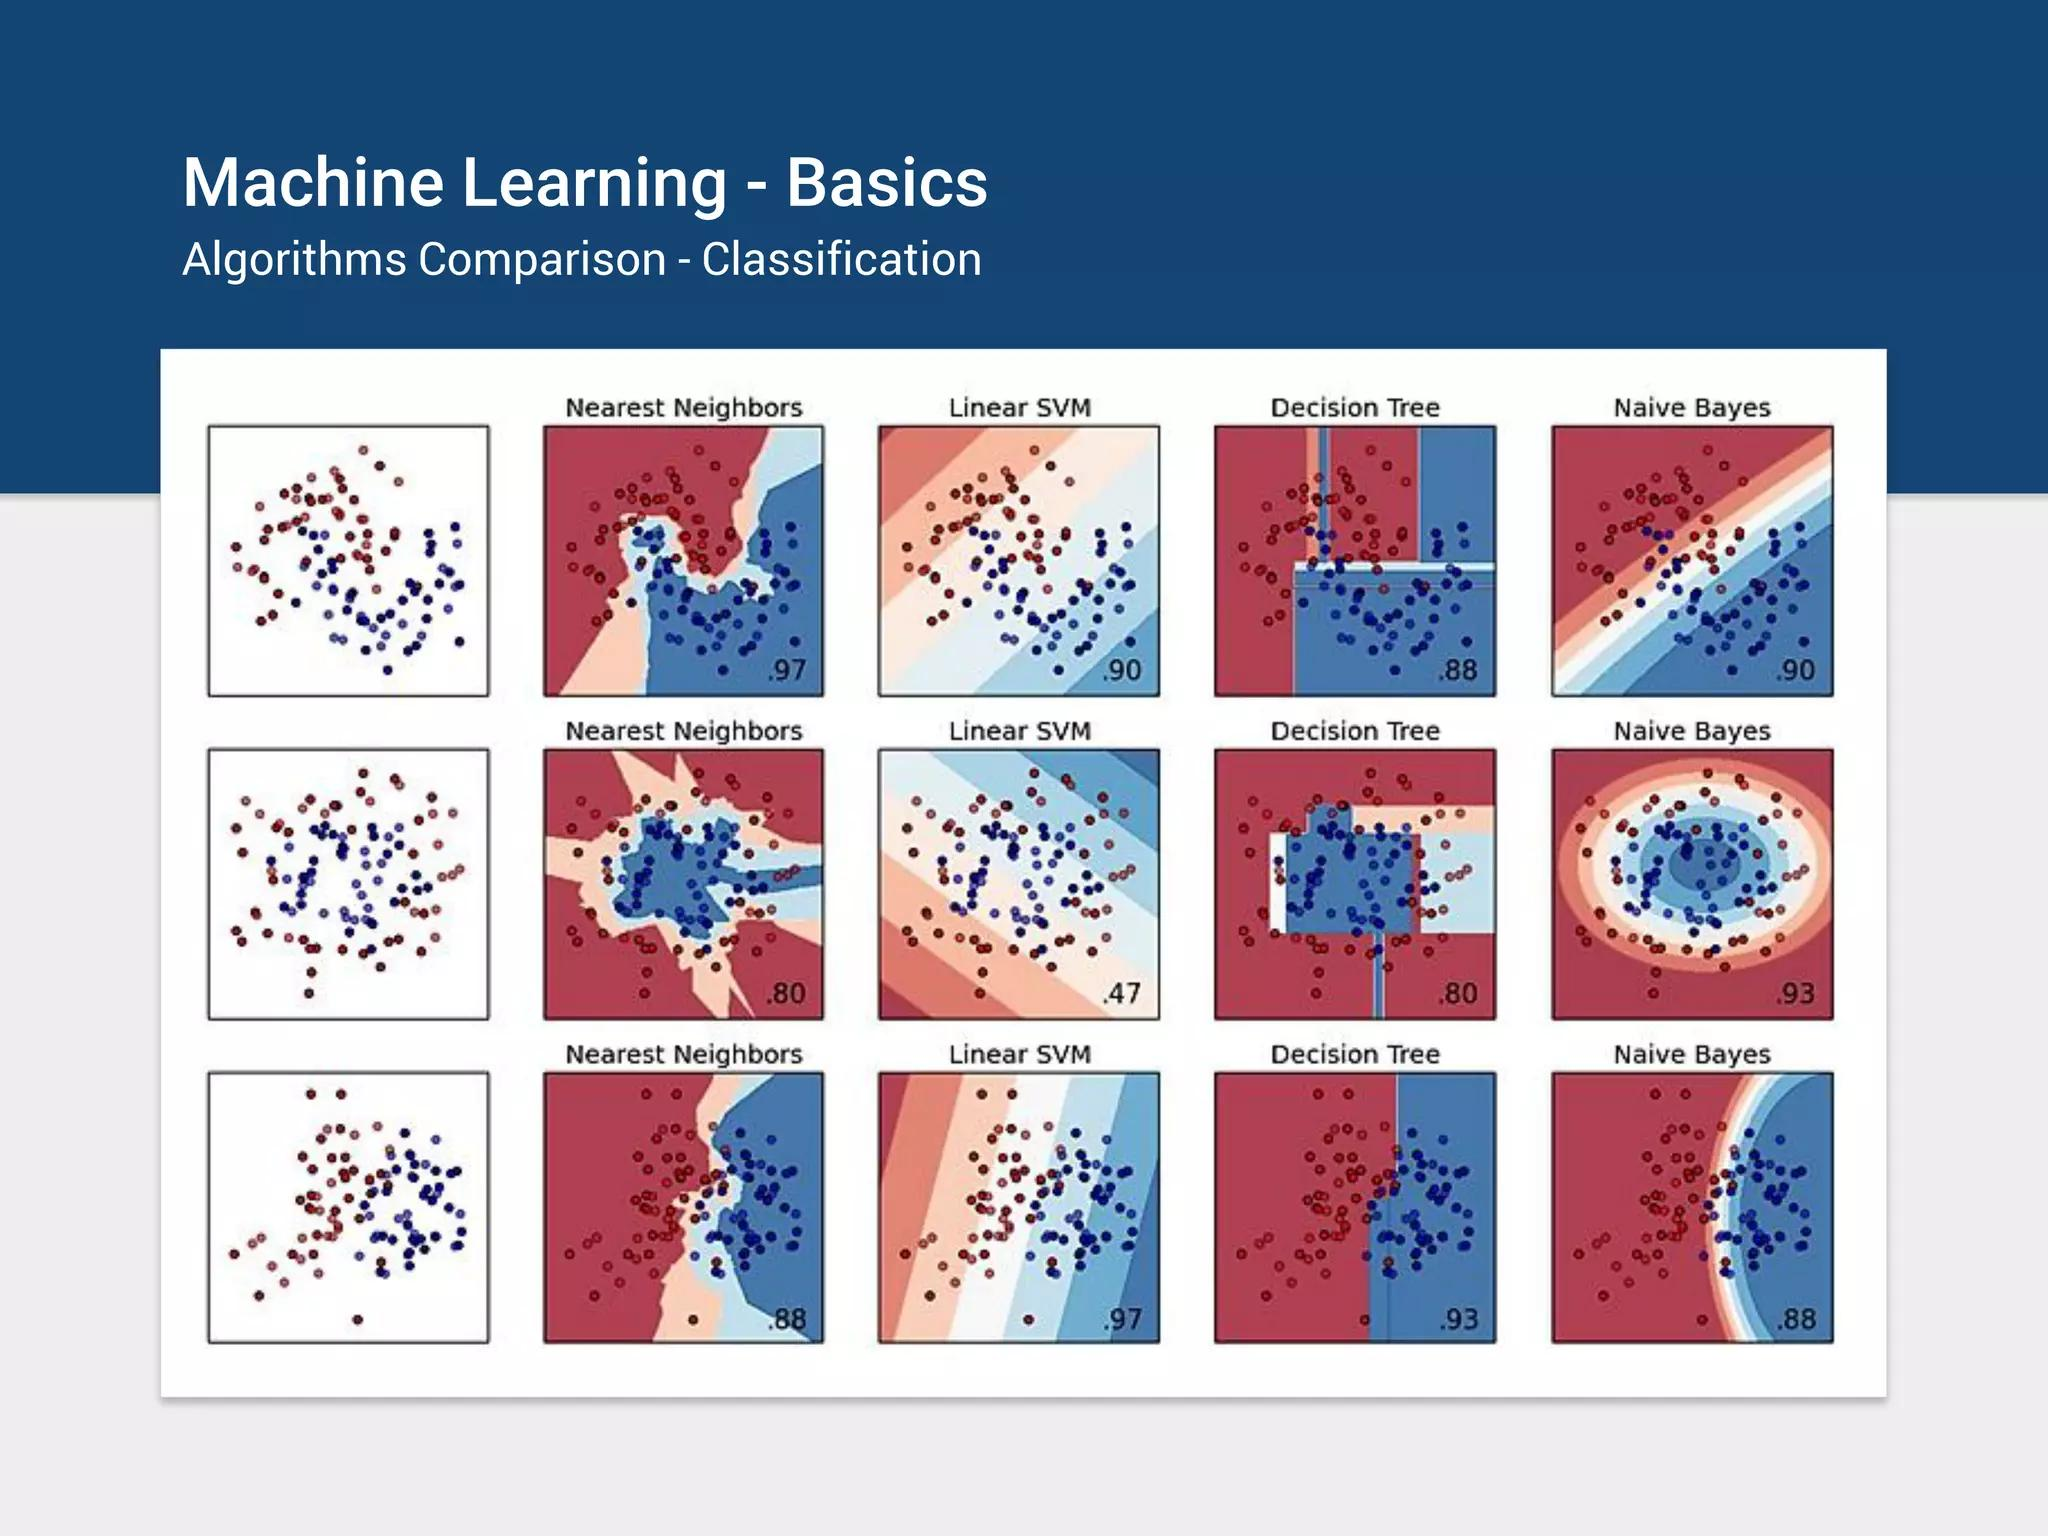 Machine Learning - Basics
Algorithms Comparison - Classification
Nearest Neighbors
Linear SVM
Decision Tree
Naive Bayes
.97
.90
.88
.90
Nearest Neighbors
Linear SVM
Decision Tree
Naive Bayes
.80
.47
.80
.93
Nearest Neighbors
Linear SVM
Decision Tree
Naive Bayes
.88
.97
.93
.88